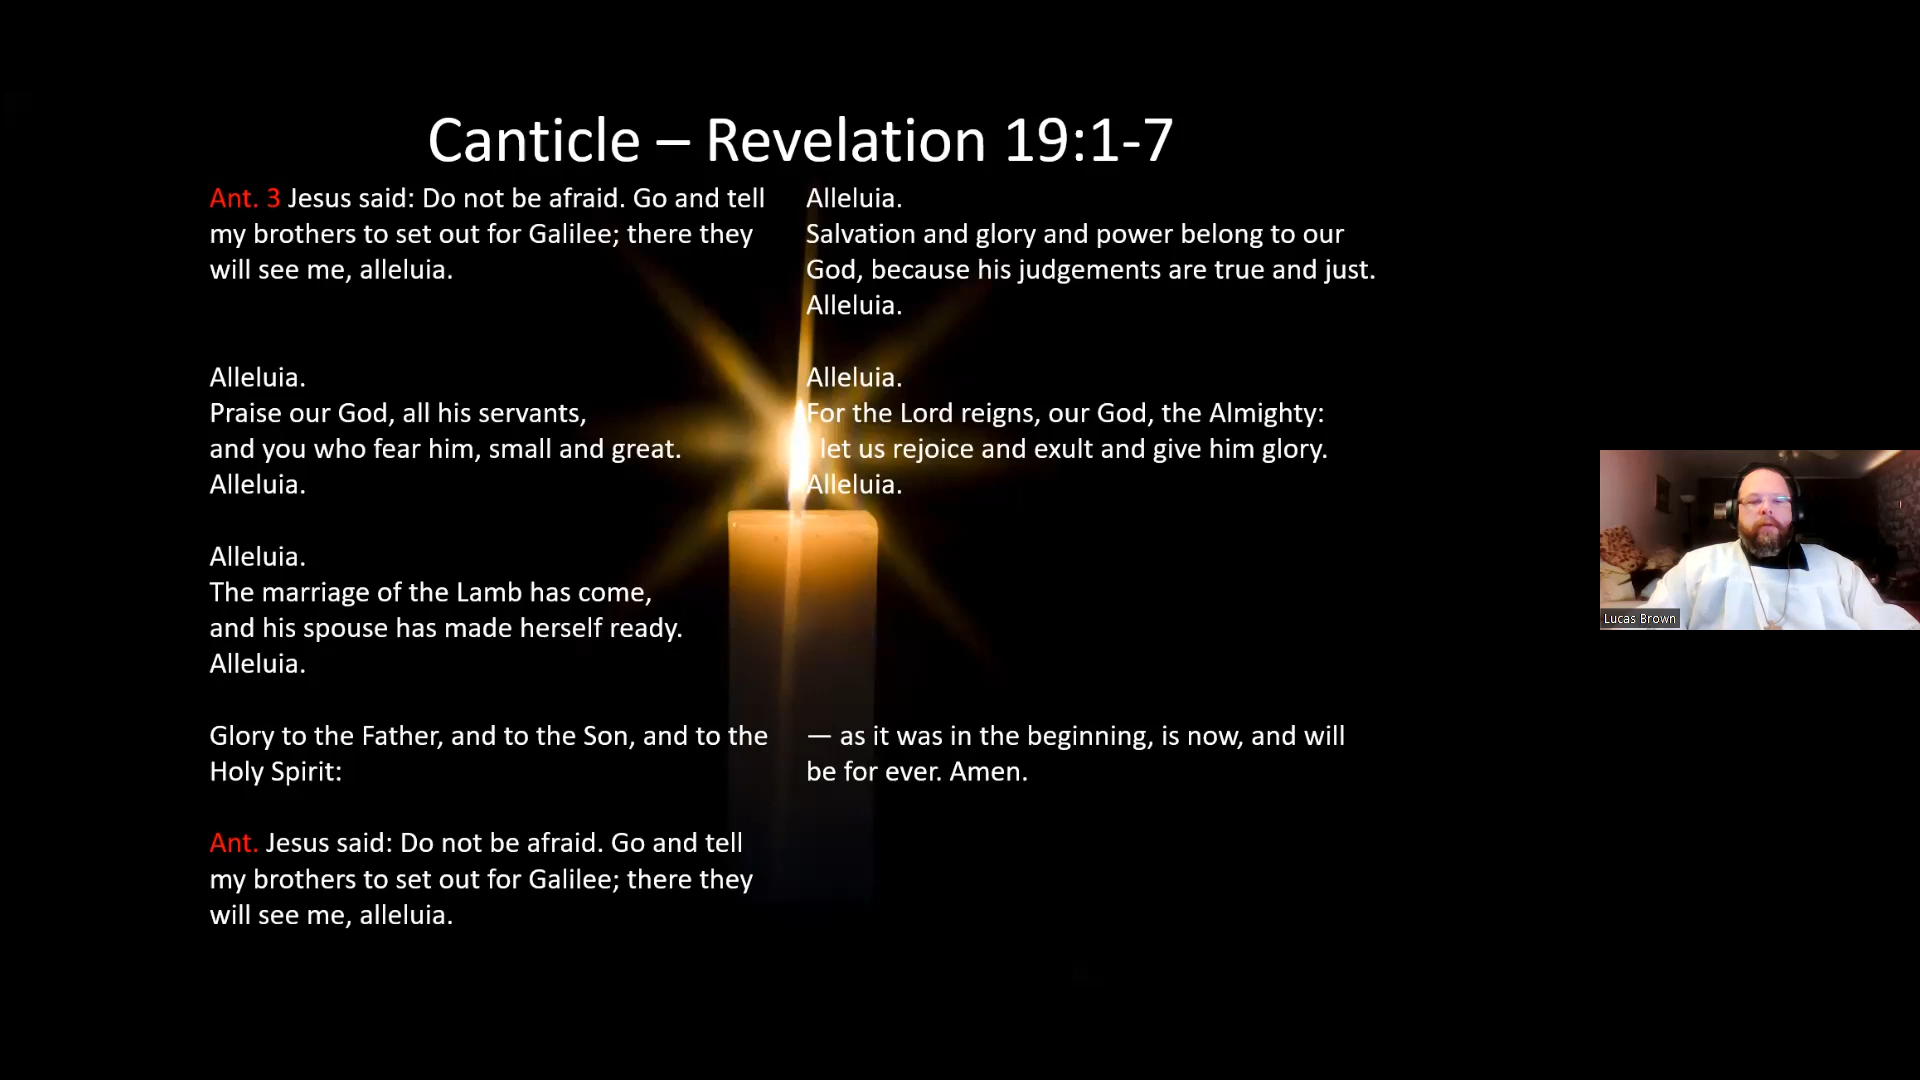 Canticle – Revelation 19:1-7
Ant. 3 Jesus said: Do not be afraid. Go and tell
my brothers to set out for Galilee; there they
will see me, alleluia.
Alleluia.
Salvation and glory and power belong to our
God, because his judgements are true and just.
Alleluia.
Alleluia.
Praise our God, all his servants,
and you who fear him, small and great.
Alleluia.
Alleluia.
For the Lord reigns, our God, the Almighty:
let us rejoice and exult and give him glory.
Alleluia.
Alleluia.
The marriage of the Lamb has come,
and his spouse has made herself ready.
Alleluia.
Glory to the Father, and to the Son, and to the
Holy Spirit:
— as it was in the beginning, is now, and will
be for ever. Amen.
Ant. Jesus said: Do not be afraid. Go and tell
my brothers to set out for Galilee; there they
will see me, alleluia.
Lucas Brown